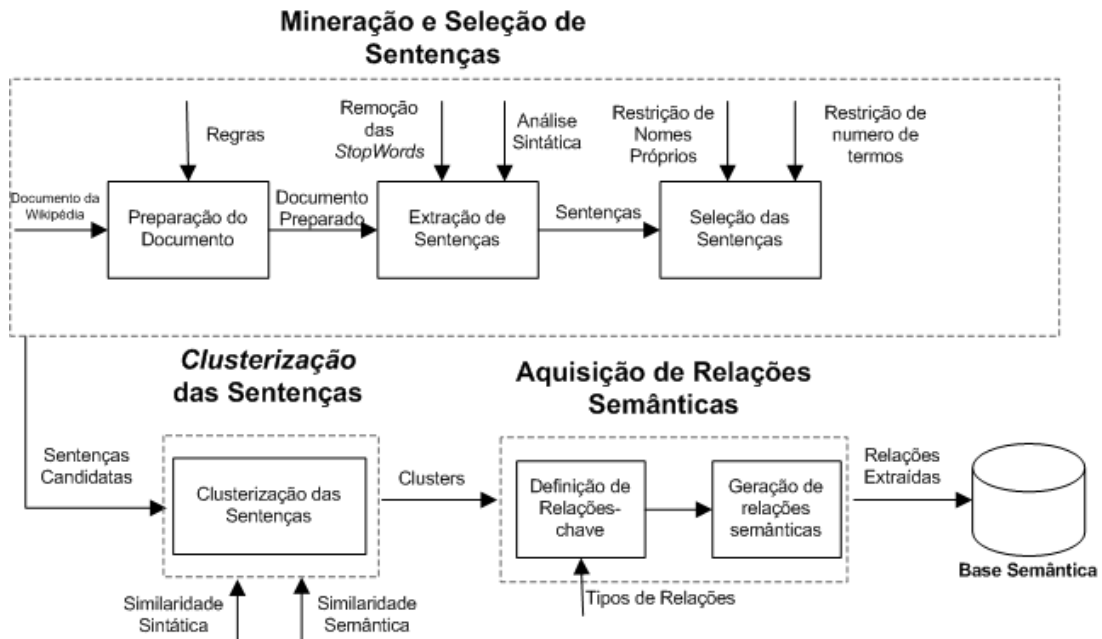 Mineração e Seleção de
Sentenças
Regras
Remoção
das
StopWords
Análise
Sintática
Restrição de
Nomes
Próprios
Restrição de
numero de
termos
Documento da
Wikipédia
Preparação do
Documento
Documento
Preparado
Extração de
Sentenças
Sentenças
Seleção das
Sentenças
Clusterização
das Sentenças
Aquisição de Relações
Semânticas
Sentenças
Candidatas
Clusterização das
Sentenças
Clusters
Definição de
Relações-
chave
Geração de
relações
semânticas
Relações
Extraídas
Base Semântica
Similaridade
Sintática
Similaridade
Semântica
Tipos de Relações